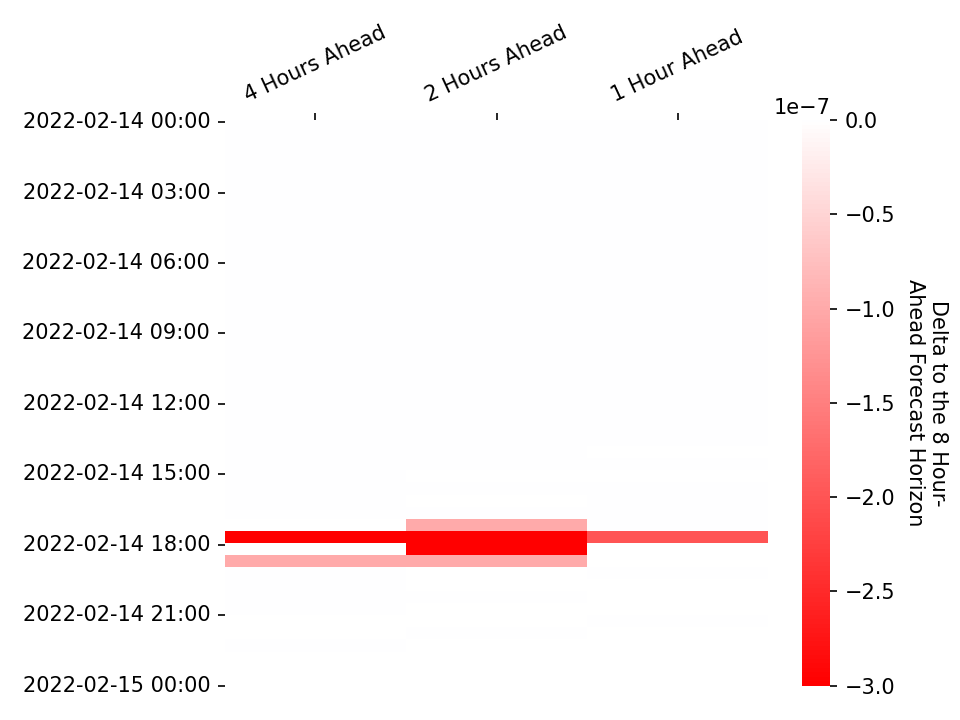 4 Hours Ahead
2 Hours Ahead
1 Hour Ahead
1e−7
2022-02-14 00:00
2022-02-14 03:00
2022-02-14 06:00
2022-02-14 09:00
2022-02-14 12:00
2022-02-14 15:00
2022-02-14 18:00
2022-02-14 21:00
2022-02-15 00:00
0.0
−0.5
−1.0
−1.5
−2.0
−2.5
−3.0
Delta to the 8 Hour-
Ahead Forecast Horizon